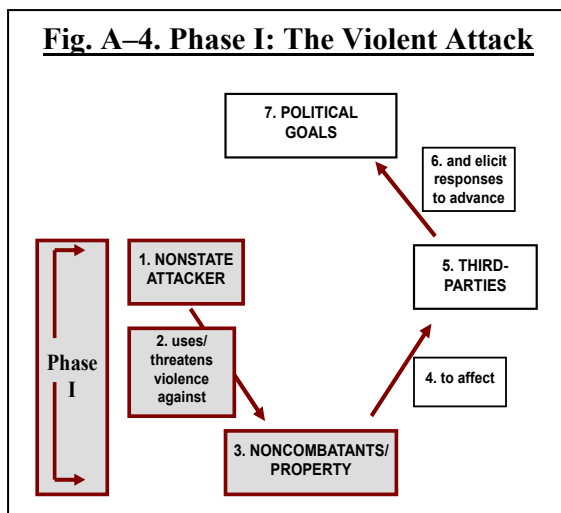 Fig. A–4. Phase I: The Violent Attack
7. POLITICAL
GOALS
6. and elicit
responses
to advance
1. NONSTATE
ATTACKER
5. THIRD-
PARTIES
2. uses/
threatens
violence
against
Phase
I
4. to affect
3. NONCOMBATANTS/
PROPERTY